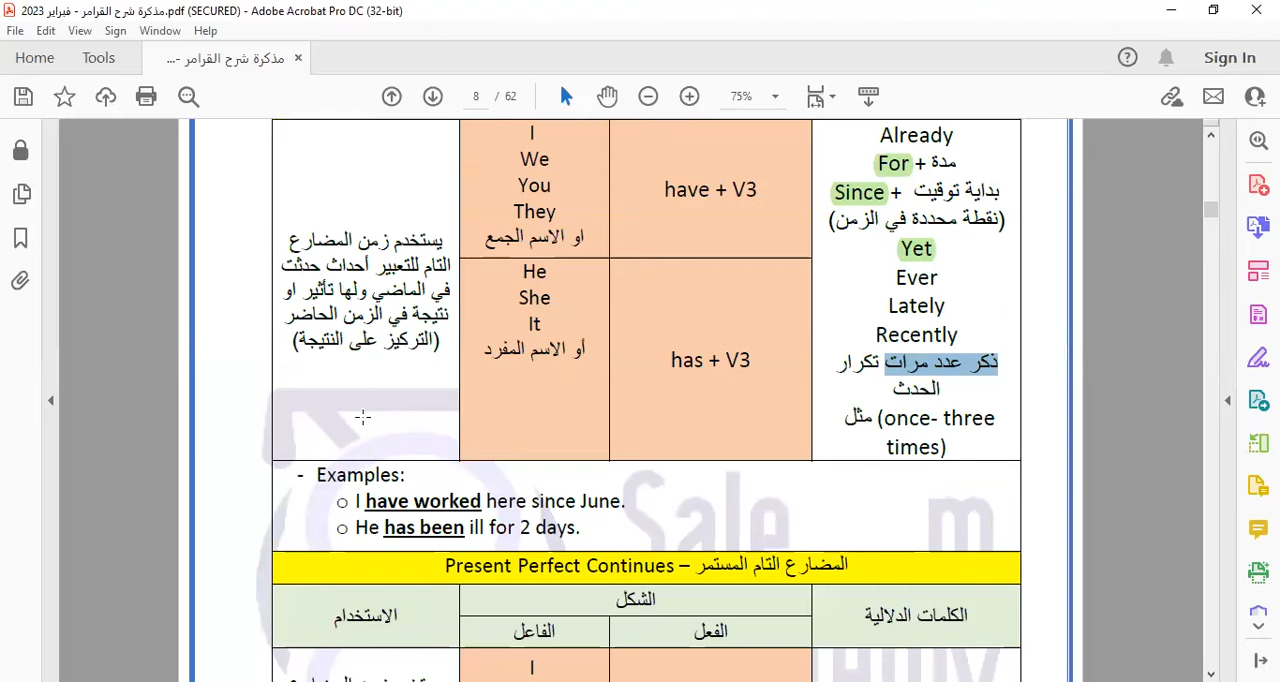 مذكرة شرح القرامر - فبراير 2023.pdf (SECURED) - Adobe Acrobat Pro DC (32-bit)
File Edit View Sign Window Help
Home Tools مذكرة شرح القرامر -... × Sign In
8 / 62 75%
I
We
You
They
او الاسم الجمع
have + V3
He
She
It
أو الاسم المفرد
has + V3
Already
For + مدة
Since + بداية توقيت
(نقطة محددة في الزمن)
Yet
Ever
Lately
Recently
ذكر عدد مرات تكرار
الحدث
مثل (once- three
times)
يستخدم زمن المضارع
التام للتعبير أحداث حدثت
في الماضي ولها تأثير او
نتيجة في الزمن الحاضر
(التركيز على النتيجة)
- Examples:
o I have worked here since June.
o He has been ill for 2 days.
Present Perfect Continues – المضارع التام المستمر
الاستخدام
الشكل
الفاعل
الفعل
الكلمات الدلالية
I
Sale m